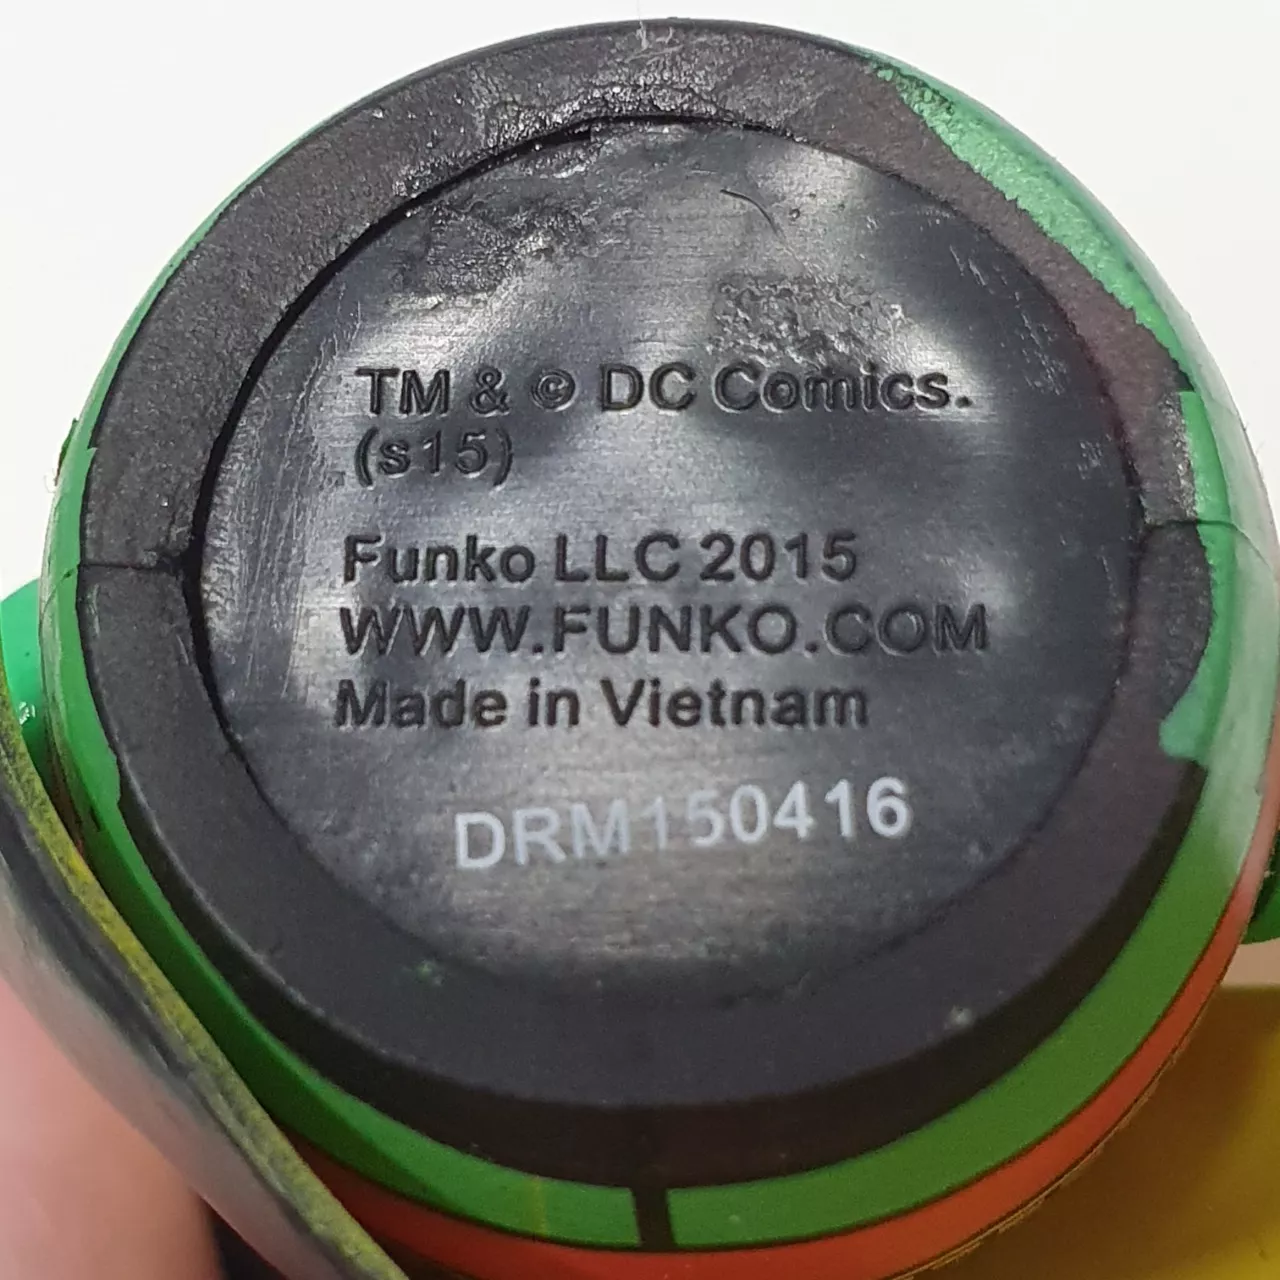 TM & © DC Comics.
(s15)
Funko LLC 2015
WWW.FUNKO.COM
Made in Vietnam
DRM150416